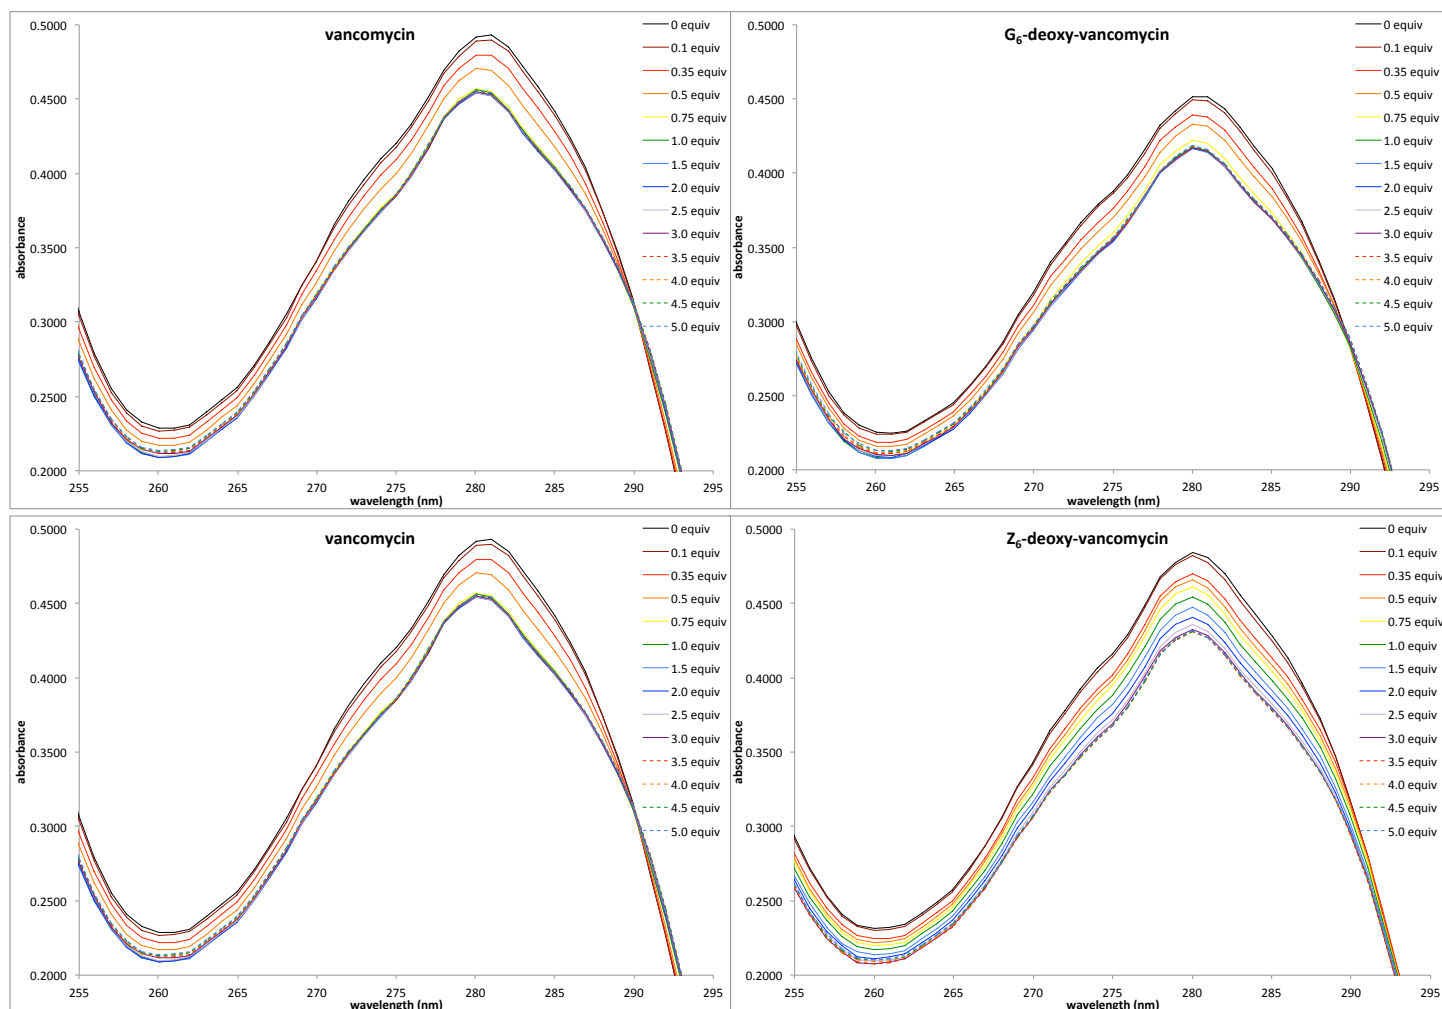 vancomycin
absorbance
0.5000
0.4500
0.4000
0.3500
0.3000
0.2500
0.2000
255 260 265 270 275 280 285 290 295
wavelength (nm)
0 equiv
0.1 equiv
0.35 equiv
0.5 equiv
0.75 equiv
1.0 equiv
1.5 equiv
2.0 equiv
2.5 equiv
3.0 equiv
3.5 equiv
4.0 equiv
4.5 equiv
5.0 equiv
G6-deoxy-vancomycin
absorbance
0.5000
0.4500
0.4000
0.3500
0.3000
0.2500
0.2000
255 260 265 270 275 280 285 290 295
wavelength (nm)
0 equiv
0.1 equiv
0.35 equiv
0.5 equiv
0.75 equiv
1.0 equiv
1.5 equiv
2.0 equiv
2.5 equiv
3.0 equiv
3.5 equiv
4.0 equiv
4.5 equiv
5.0 equiv
vancomycin
absorbance
0.5000
0.4500
0.4000
0.3500
0.3000
0.2500
0.2000
255 260 265 270 275 280 285 290 295
wavelength (nm)
0 equiv
0.1 equiv
0.35 equiv
0.5 equiv
0.75 equiv
1.0 equiv
1.5 equiv
2.0 equiv
2.5 equiv
3.0 equiv
3.5 equiv
4.0 equiv
4.5 equiv
5.0 equiv
Z6-deoxy-vancomycin
absorbance
0.5000
0.4500
0.4000
0.3500
0.3000
0.2500
0.2000
255 260 265 270 275 280 285 290 295
wavelength (nm)
0 equiv
0.1 equiv
0.35 equiv
0.5 equiv
0.75 equiv
1.0 equiv
1.5 equiv
2.0 equiv
2.5 equiv
3.0 equiv
3.5 equiv
4.0 equiv
4.5 equiv
5.0 equiv